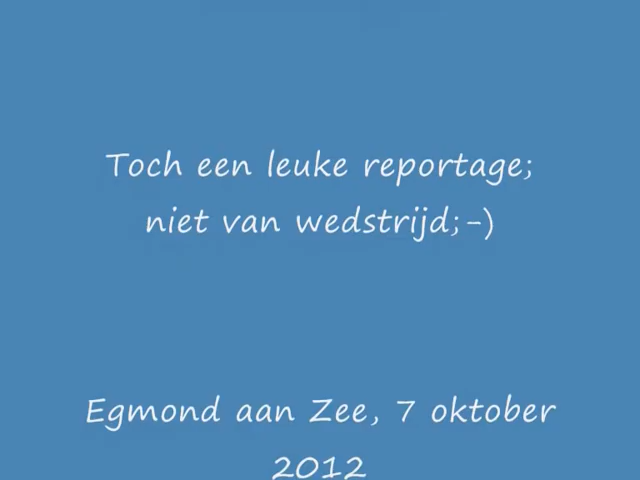 Toch een leuke reportage;
niet van wedstrijd;-)
Egmond aan Zee, 7 oktober
2012